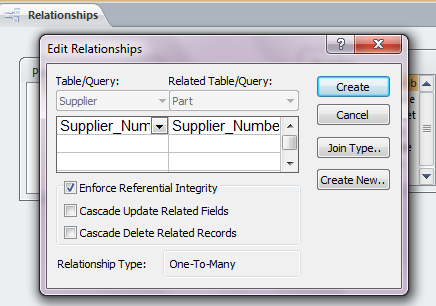 Relationships
Edit Relationships
Table/Query: Related Table/Query:
Supplier Part
Supplier_Num Supplier_Numbe
Enforce Referential Integrity
Cascade Update Related Fields
Cascade Delete Related Records
Relationship Type: One-To-Many
Create
Cancel
Join Type..
Create New..